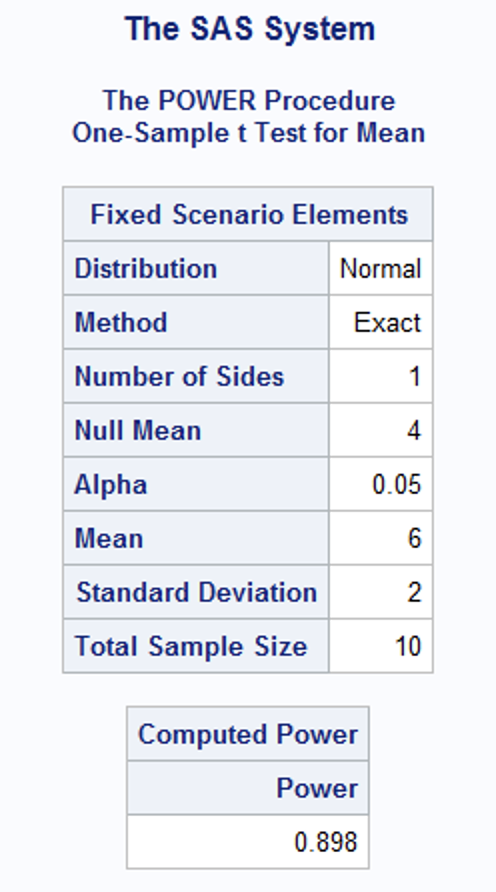 The SAS System
The POWER Procedure
One-Sample t Test for Mean
Fixed Scenario Elements
Distribution Normal
Method Exact
Number of Sides 1
Null Mean 4
Alpha 0.05
Mean 6
Standard Deviation 2
Total Sample Size 10
Computed Power
Power
0.898